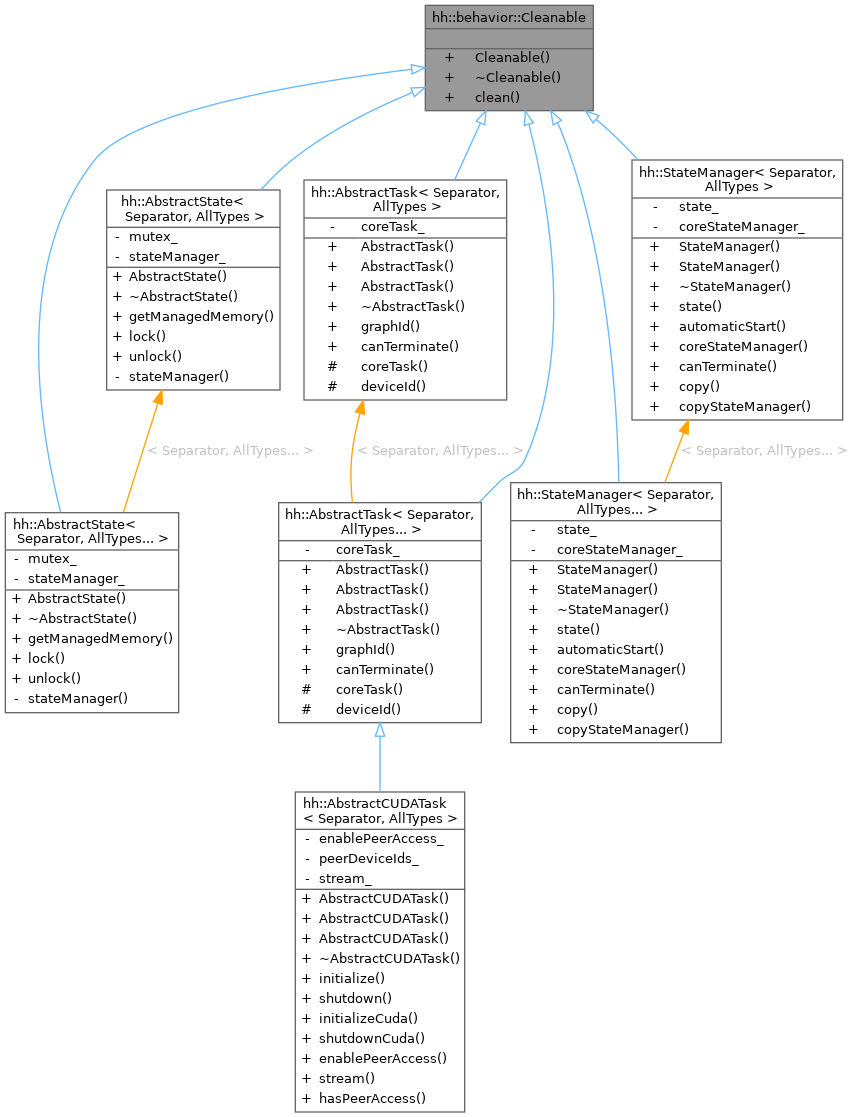 hh::behavior::Cleanable
+ Cleanable()
+ ~Cleanable()
+ clean()
hh::AbstractState<
Separator, AllTypes >
- mutex_
- stateManager_
+ AbstractState()
+ ~AbstractState()
+ getManagedMemory()
+ lock()
+ unlock()
- stateManager()
hh::AbstractTask< Separator,
AllTypes >
- coreTask_
+ AbstractTask()
+ AbstractTask()
+ AbstractTask()
+ ~AbstractTask()
+ graphId()
+ canTerminate()
# coreTask()
# deviceId()
hh::StateManager< Separator,
AllTypes >
- state_
- coreStateManager_
+ StateManager()
+ StateManager()
+ ~StateManager()
+ state()
+ automaticStart()
+ coreStateManager()
+ canTerminate()
+ copy()
+ copyStateManager()
< Separator, AllTypes... >
< Separator, AllTypes... >
< Separator, AllTypes... >
hh::AbstractState<
Separator, AllTypes... >
- mutex_
- stateManager_
+ AbstractState()
+ ~AbstractState()
+ getManagedMemory()
+ lock()
+ unlock()
- stateManager()
hh::AbstractTask< Separator,
AllTypes... >
- coreTask_
+ AbstractTask()
+ AbstractTask()
+ AbstractTask()
+ ~AbstractTask()
+ graphId()
+ canTerminate()
# coreTask()
# deviceId()
hh::StateManager< Separator,
AllTypes... >
- state_
- coreStateManager_
+ StateManager()
+ StateManager()
+ ~StateManager()
+ state()
+ automaticStart()
+ coreStateManager()
+ canTerminate()
+ copy()
+ copyStateManager()
hh::AbstractCUDATask
< Separator, AllTypes >
- enablePeerAccess_
- peerDeviceIds_
- stream_
+ AbstractCUDATask()
+ AbstractCUDATask()
+ AbstractCUDATask()
+ ~AbstractCUDATask()
+ initialize()
+ shutdown()
+ initializeCuda()
+ shutdownCuda()
+ enablePeerAccess()
+ stream()
+ hasPeerAccess()